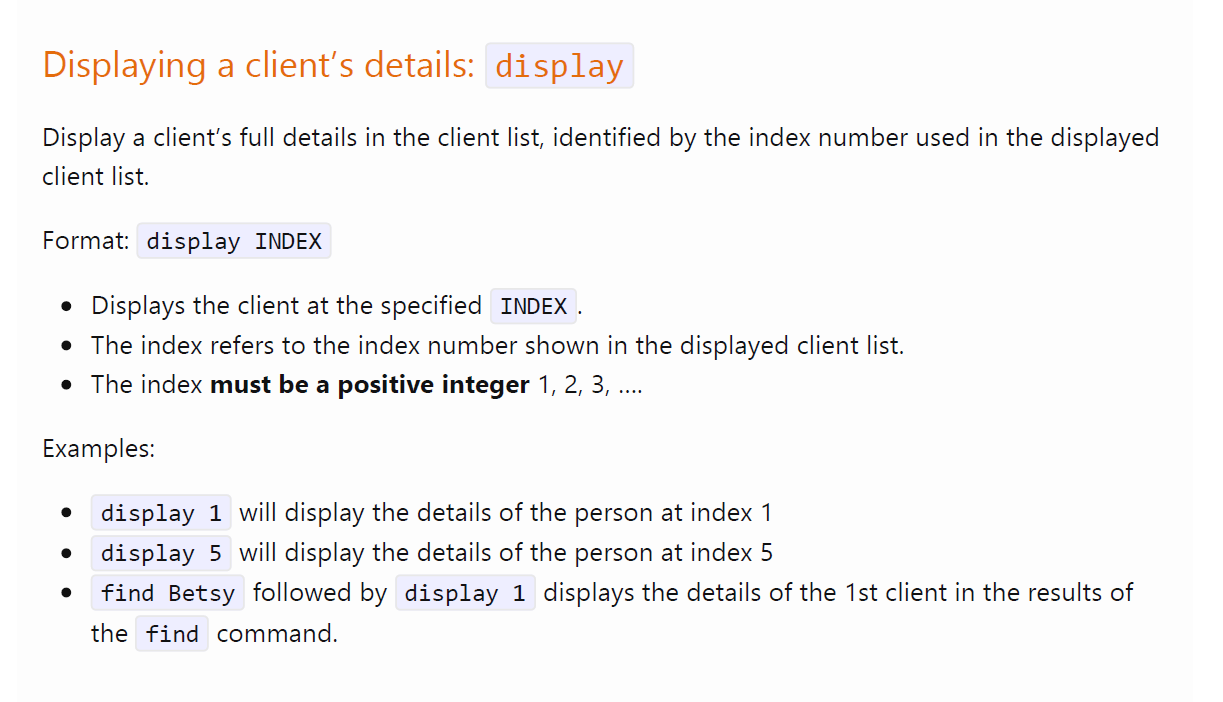 Displaying a client’s details: display
Display a client’s full details in the client list, identified by the index number used in the displayed
client list.
Format: display INDEX
• Displays the client at the specified INDEX.
• The index refers to the index number shown in the displayed client list.
• The index must be a positive integer 1, 2, 3, ….
Examples:
• display 1 will display the details of the person at index 1
• display 5 will display the details of the person at index 5
• find Betsy followed by display 1 displays the details of the 1st client in the results of
the find command.